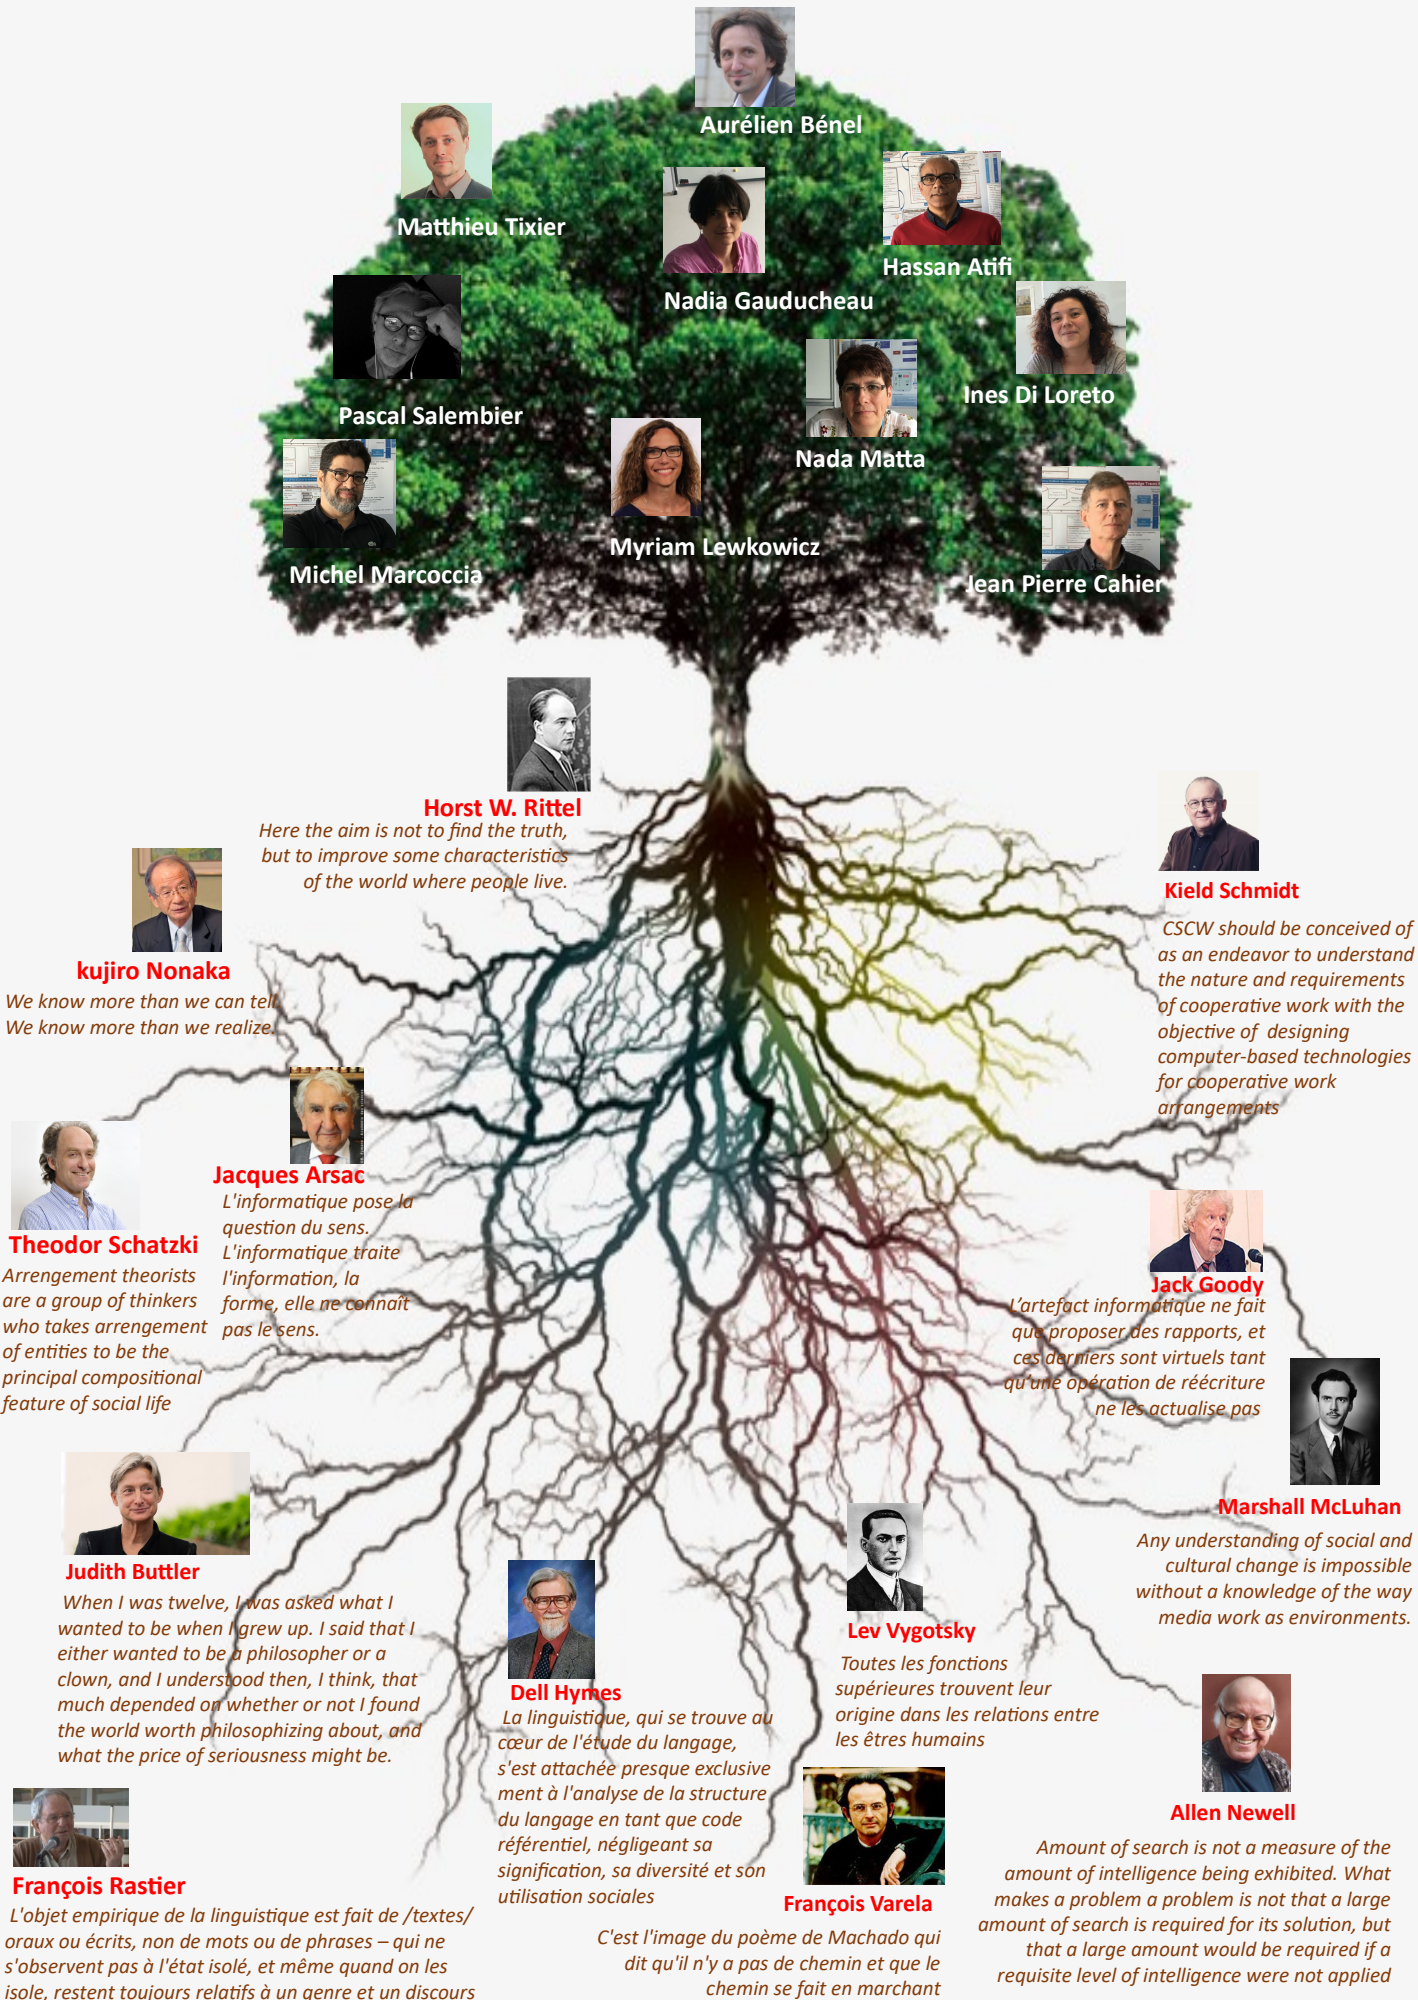 Aurélien Bénel
Matthieu Tixier
Hassan Atifi
Nadia Gauducheau
Ines Di Loreto
Pascal Salembier
Nada Matta
Myriam Lewkowicz
Michel Marcoccia
Jean Pierre Cahier
Horst W. Rittel
Here the aim is not to find the truth,
but to improve some characteristics
of the world where people live.
Kield Schmidt
CSCW should be conceived of
as an endeavor to understand
the nature and requirements
of cooperative work with the
objective of designing
computer-based technologies
for cooperative work
arrangements
kujiro Nonaka
We know more than we can tell.
We know more than we realize.
Jacques Arsac
L'informatique pose la
question du sens.
L'informatique traite
l'information, la
forme, elle ne connaît
pas le sens.
Theodor Schatzki
Arrangement theorists
are a group of thinkers
who takes arrangement
of entities to be the
principal compositional
feature of social life
Jack Goody
L'artefact informatique ne fait
que proposer des rapports, et
ces derniers sont virtuels tant
qu'une opération de réécriture
ne les actualise pas
Marshall McLuhan
Any understanding of social and
cultural change is impossible
without a knowledge of the way
media work as environments.
Judith Buttler
When I was twelve, I was asked what I
wanted to be when I grew up. I said that I
either wanted to be a philosopher or a
clown, and I understood then, I think, that
much depended on whether or not I found
the world worth philosophizing about, and
what the price of seriousness might be.
Dell Hymes
La linguistique, qui se trouve au
cœur de l'étude du langage,
s'est attachée presque exclusive
ment à l'analyse de la structure
du langage en tant que code
référentiel, négligeant sa
signification, sa diversité et son
utilisation sociales
Lev Vygotsky
Toutes les fonctions
supérieures trouvent leur
origine dans les relations entre
les êtres humains
Allen Newell
Amount of search is not a measure of the
amount of intelligence being exhibited. What
makes a problem a problem is not that a large
amount of search is required for its solution, but
that a large amount would be required if a
requisite level of intelligence were not applied
François Rastier
L'objet empirique de la linguistique est fait de /textes/
oraux ou écrits, non de mots ou de phrases – qui ne
s'observent pas à l'état isolé, et même quand on les
isole, restent toujours relatifs à un genre et un discours
François Varela
C'est l'image du poème de Machado qui
dit qu'il n'y a pas de chemin et que le
chemin se fait en marchant